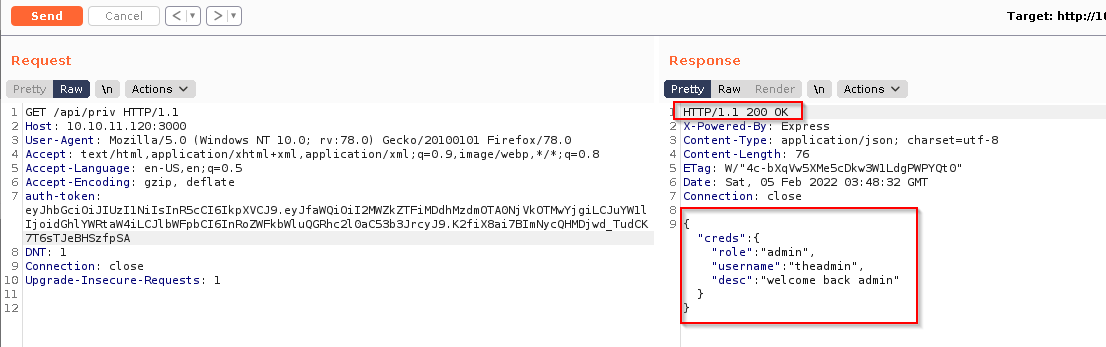 Send Cancel < >
Target: http://10
Request
Response
Pretty Raw \n Actions
Pretty Raw Render \n Actions
1 GET /api/priv HTTP/1.1
2 Host: 10.10.11.120:3000
3 User-Agent: Mozilla/5.0 (Windows NT 10.0; rv:78.0) Gecko/20100101 Firefox/78.0
4 Accept: text/html,application/xhtml+xml,application/xml;q=0.9,image/webp,*/*;q=0.8
5 Accept-Language: en-US,en;q=0.5
6 Accept-Encoding: gzip, deflate
7 auth-token:
eyJhbGciOiJIUzI1NiIsInR5cCI6IkpXVCJ9.eyJfaWQiOiI2MWZkZTFiMDdhMzdmOTA0NjVkOTMwYjgiLCJuYW1l
IjoidGhlYWRtaW4iLCJlbWFpbCI6InRoZWFkbWluQGRhc2l0aC53b3JrcyJ9.K2fiX8ai7BImNycQHMDjwd_TudCK
7T6sTJeBHSzfpSA
8 DNT: 1
9 Connection: close
10 Upgrade-Insecure-Requests: 1
11
12
1 HTTP/1.1 200 OK
2 X-Powered-By: Express
3 Content-Type: application/json; charset=utf-8
4 Content-Length: 76
5 ETag: W/"4c-bXqVw5XMe5cDkw3W1LdgPWPYQt0"
6 Date: Sat, 05 Feb 2022 03:48:32 GMT
7 Connection: close
8
9 {
"creds":{
"role":"admin",
"username":"theadmin",
"desc":"welcome back admin"
}
}